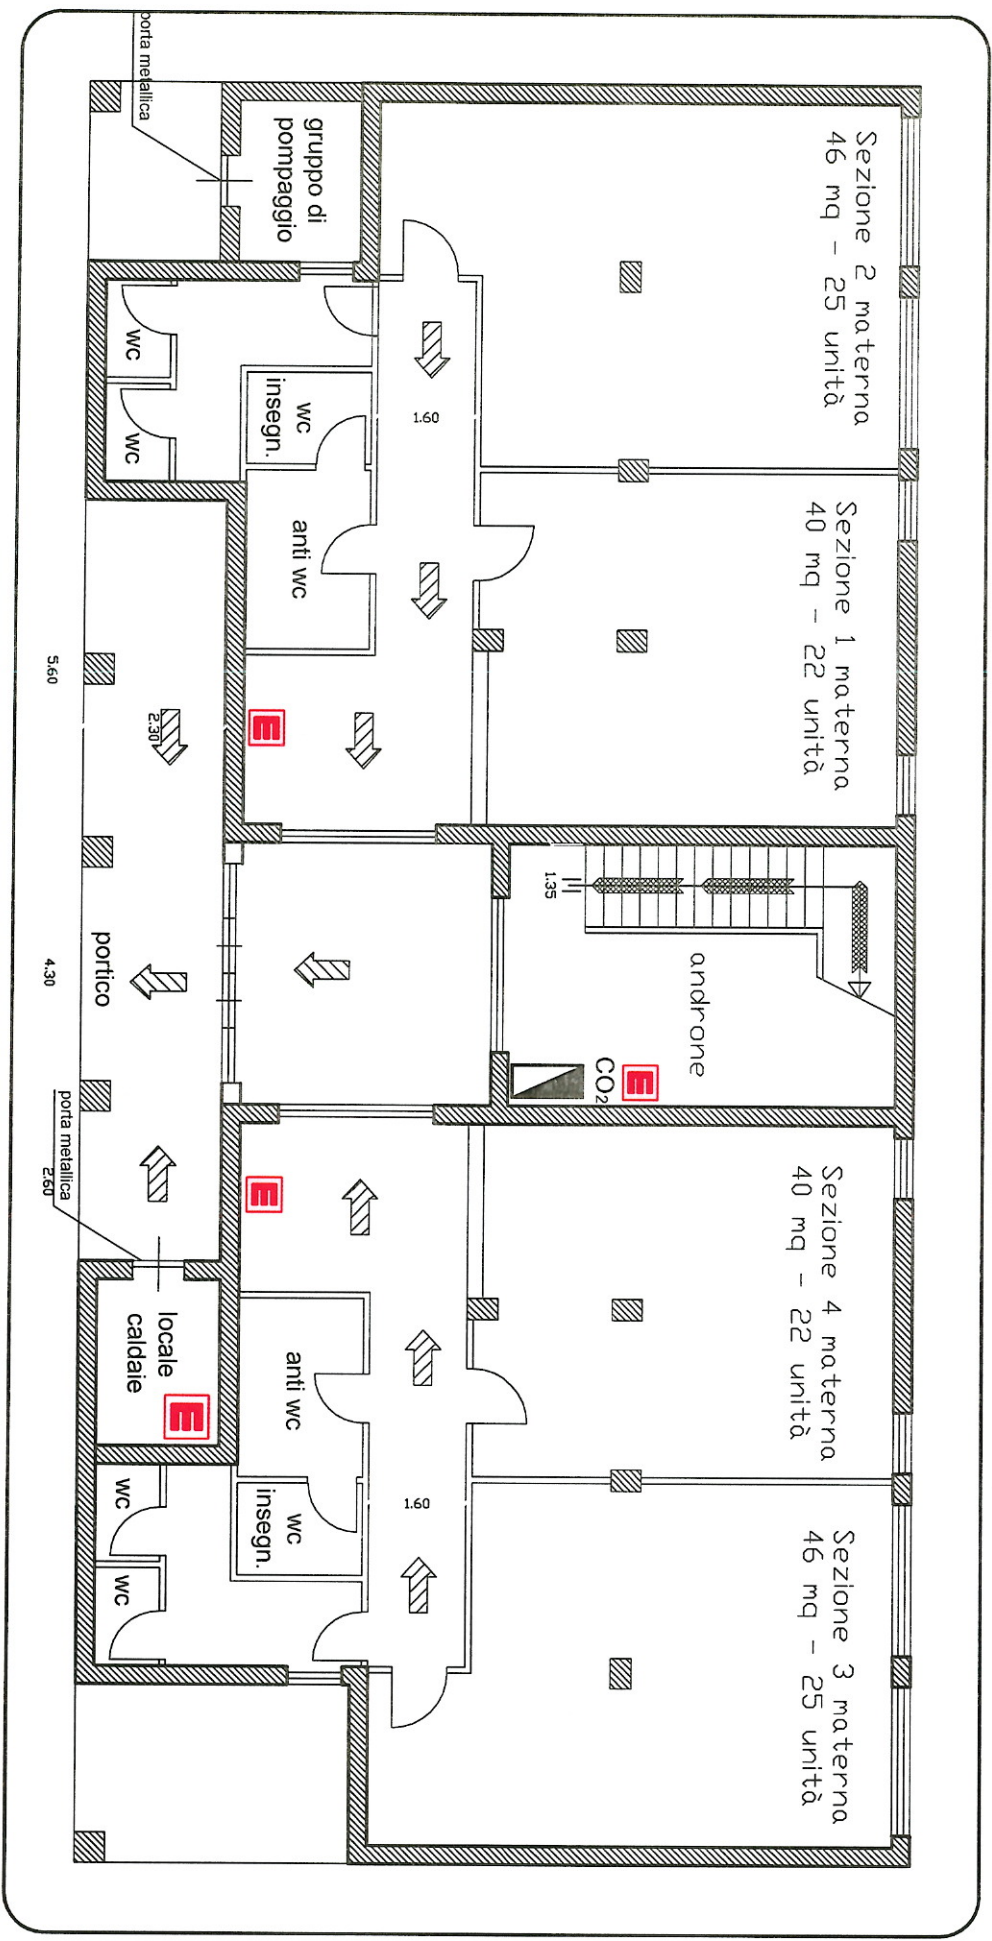 Sezione 2 materna
46 mq - 25 unità
Sezione 1 materna
40 mq - 22 unità
Sezione 4 materna
40 mq - 22 unità
Sezione 3 materna
46 mq - 25 unità
androne
1.35
CO2
E
gruppo di
pompaggio
porta metallica
1.60
wc
insegn.
anti wc
wc
wc
E
E
1.60
anti wc
wc
insegn.
wc
wc
locale
caldaie
E
2.30
portico
porta metallica
5.60
4.30
2.60